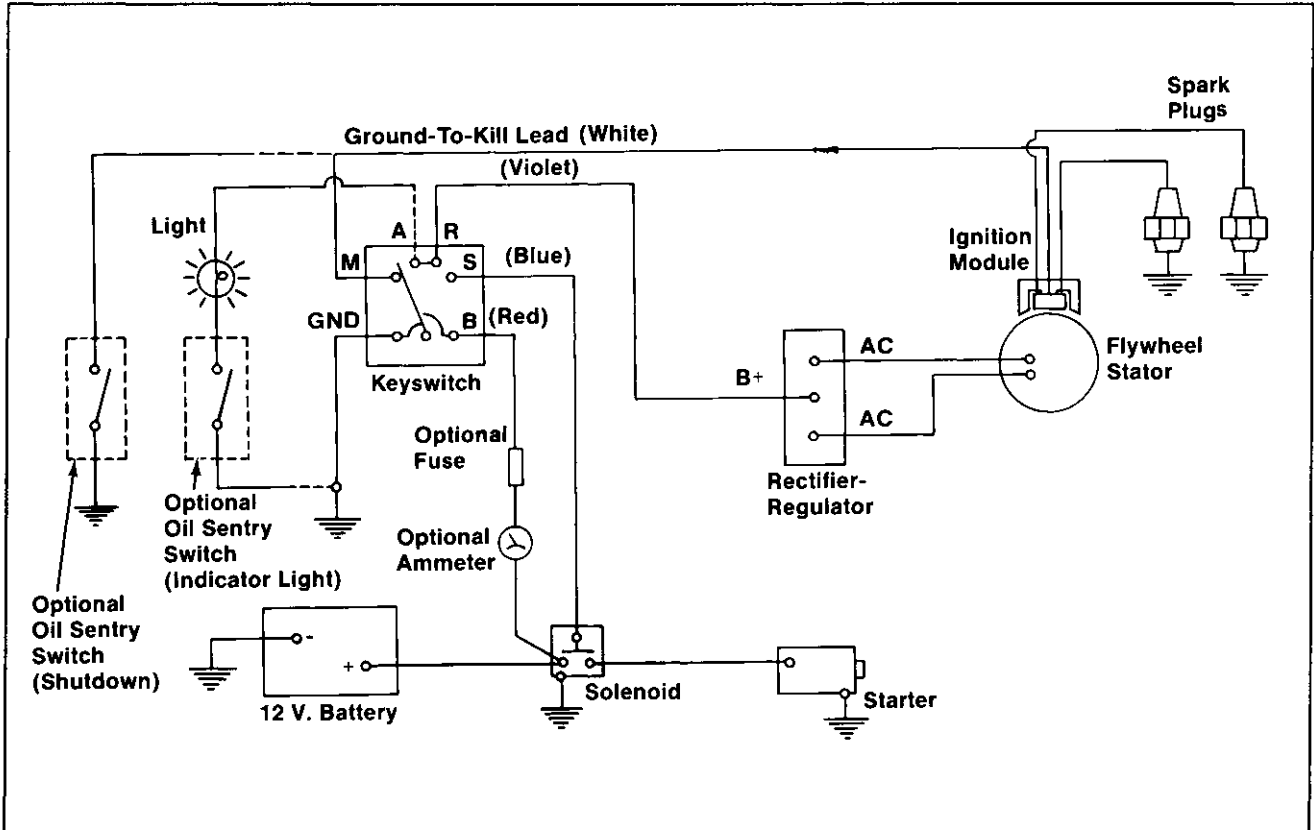 Spark
Plugs
Ground-To-Kill Lead (White)
(Violet)
Light
A
R
Ignition
Module
M
S
(Blue)
GND
B
(Red)
Keyswitch
AC
Flywheel
Stator
B+
AC
Optional
Fuse
Rectifier-
Regulator
Optional
Oil Sentry
Switch
(Indicator Light)
Optional
Ammeter
Optional
Oil Sentry
Switch
(Shutdown)
-
+
12 V. Battery
Solenoid
Starter